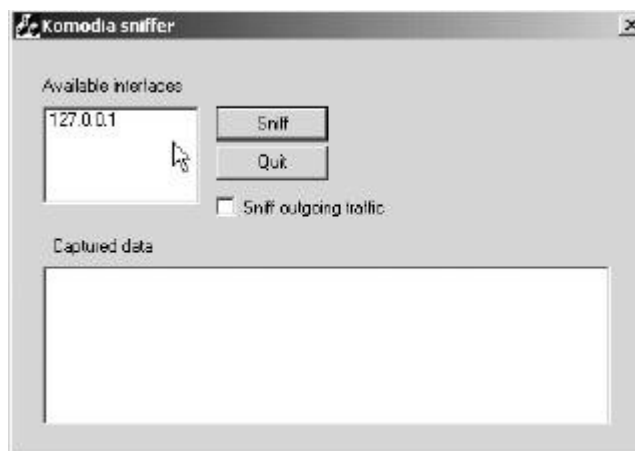 Komodia sniffer
Available interfaces
127.0.0.1
Sniff
Quit
Sniff outgoing traffic
Captured data